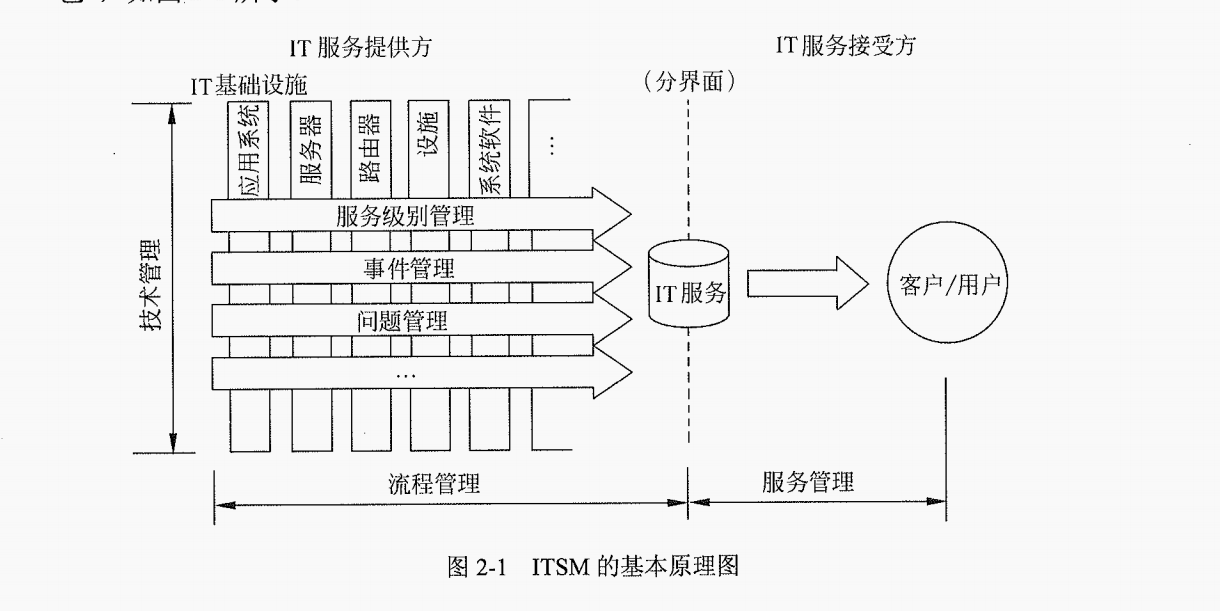 IT 服务提供方
IT 服务接受方
IT基础设施
（分界面）
应用系统
服务器
路由器
设施
系统软件
…
服务级别管理
事件管理
问题管理
…
技术管理
IT 服务
客户/用户
流程管理
服务管理
图 2-1 ITSM 的基本原理图